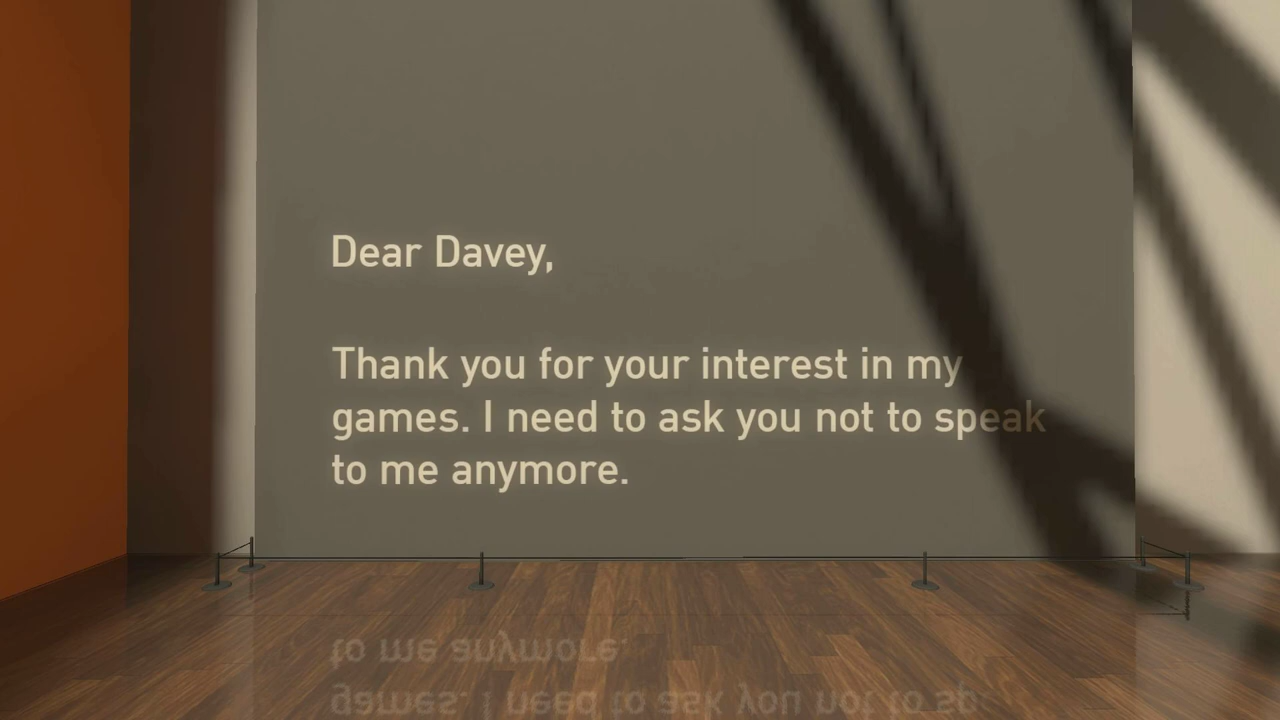 Dear Davey,
Thank you for your interest in my
games. I need to ask you not to speak
to me anymore.